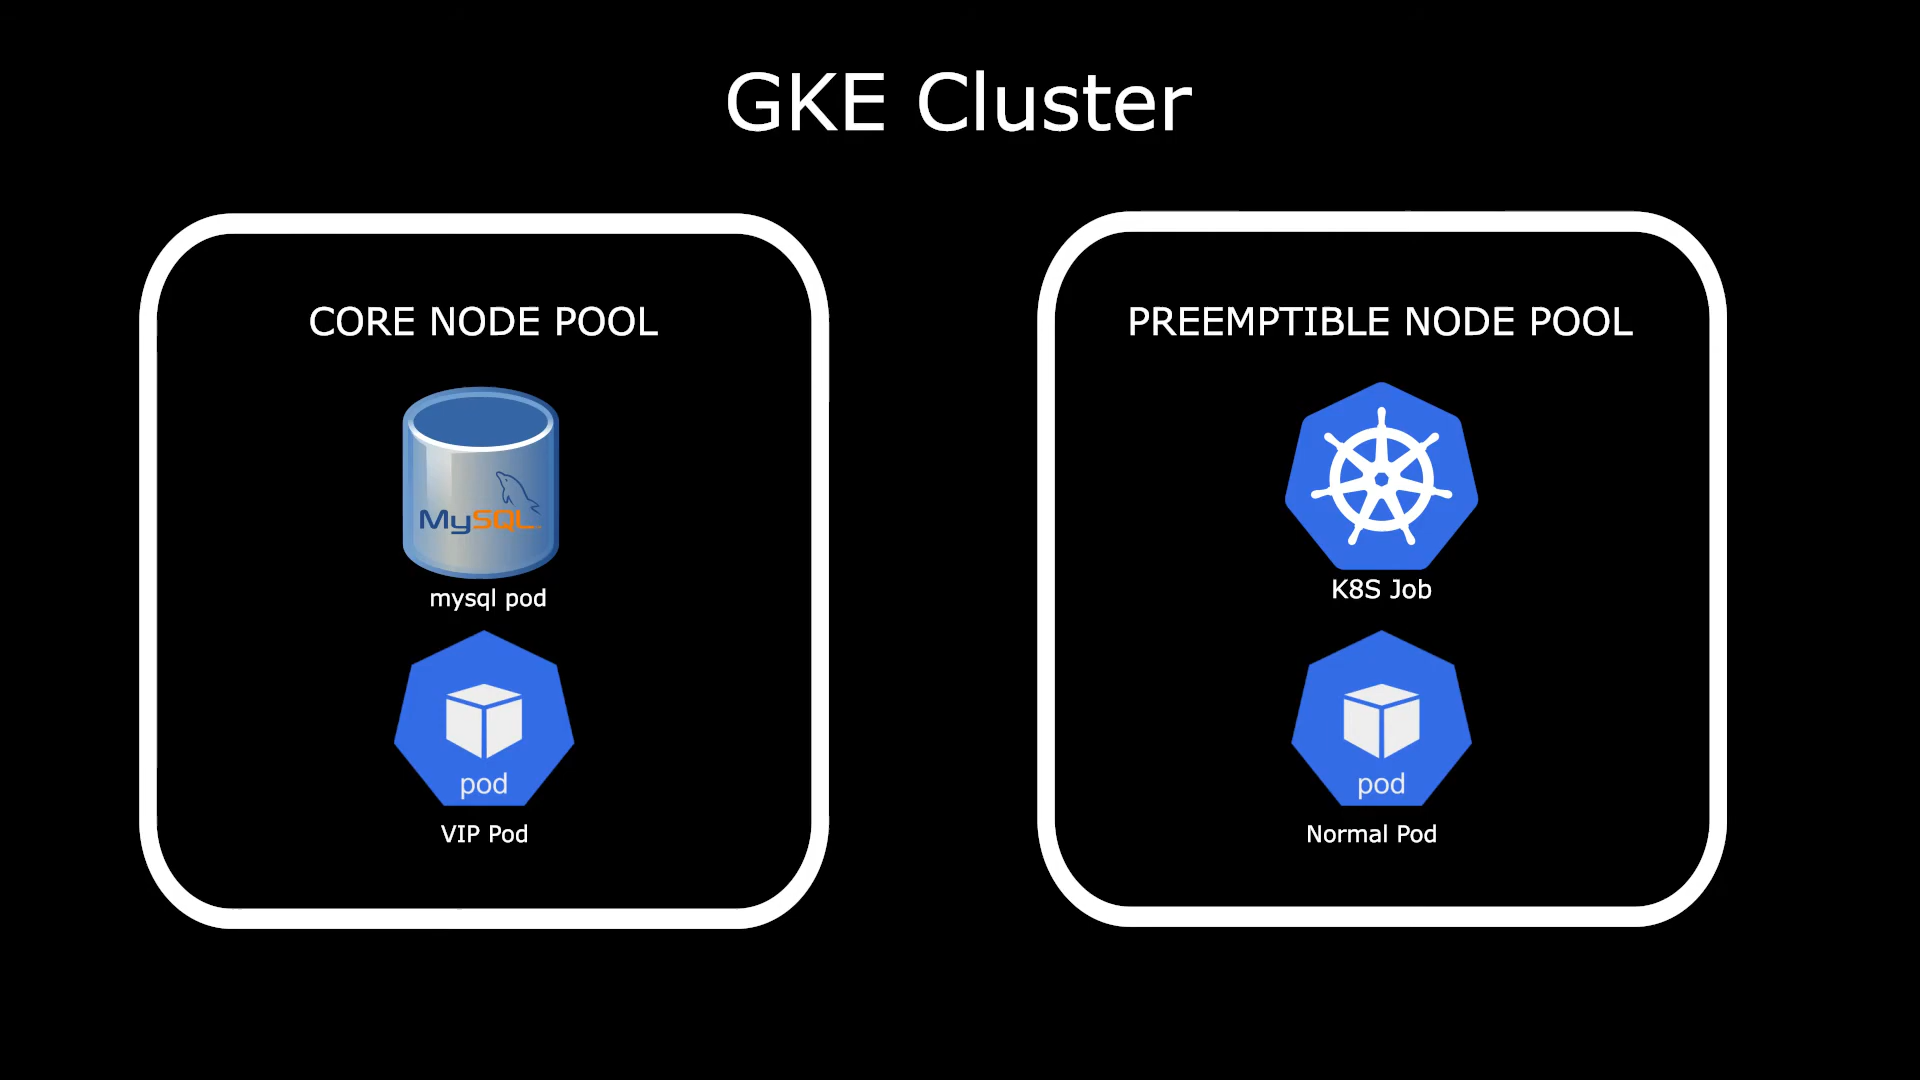 GKE Cluster
CORE NODE POOL
MySQL
mysql pod
pod
VIP Pod
PREEMPTIBLE NODE POOL
K8S Job
pod
Normal Pod